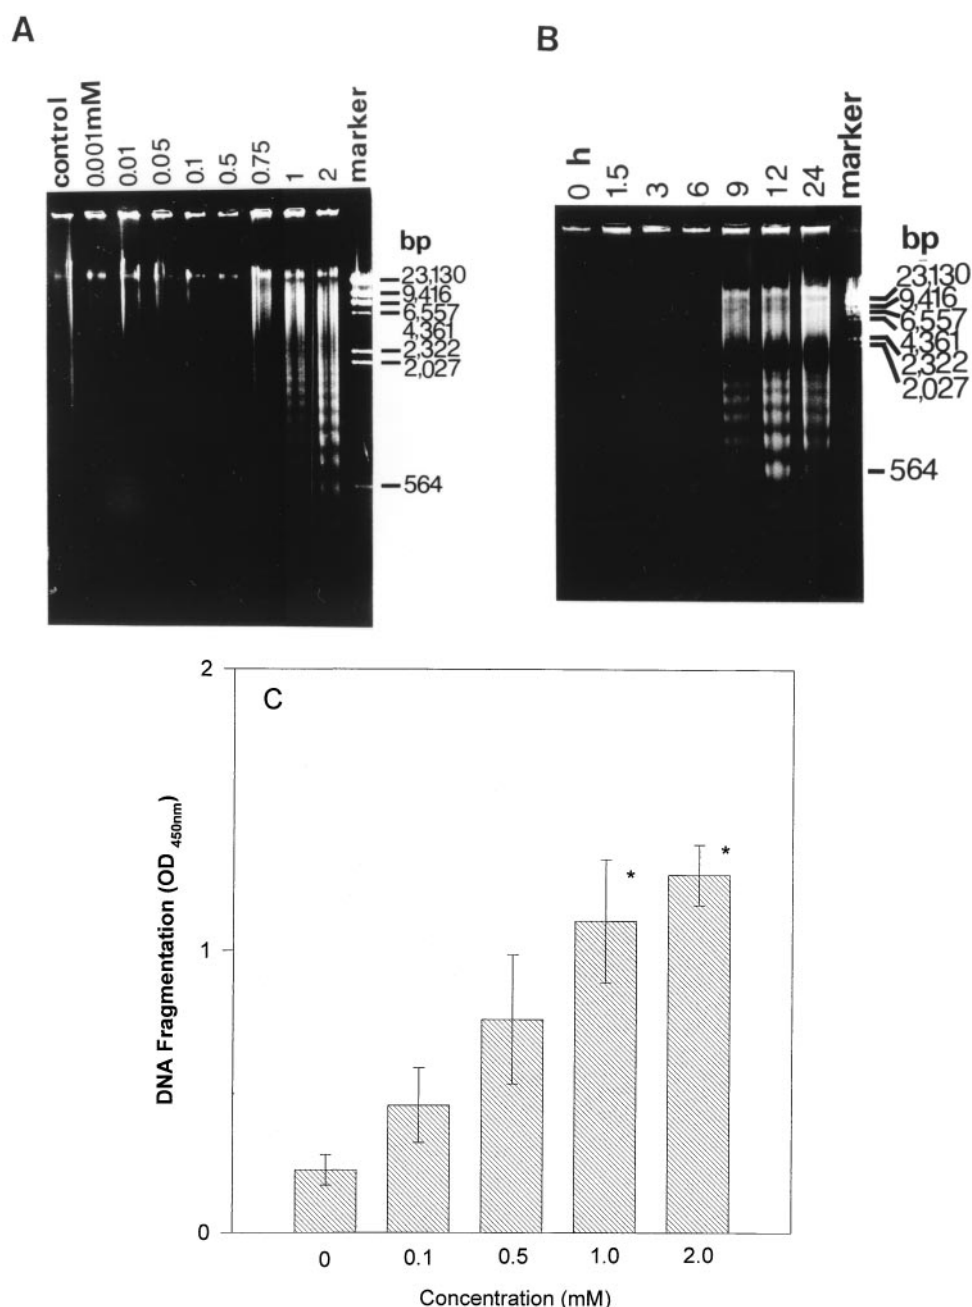 A
control
0.001mM
0.01
0.05
0.1
0.5
0.75
1
2
marker
bp
23,130
9,416
6,557
4,361
2,322
2,027
564
B
0 h
1.5
3
6
9
12
24
marker
bp
23,130
9,416
6,557
4,361
2,322
2,027
564
C
DNA Fragmentation (OD 450nm)
2
1
0
*
*
0 0.1 0.5 1.0 2.0
Concentration (mM)